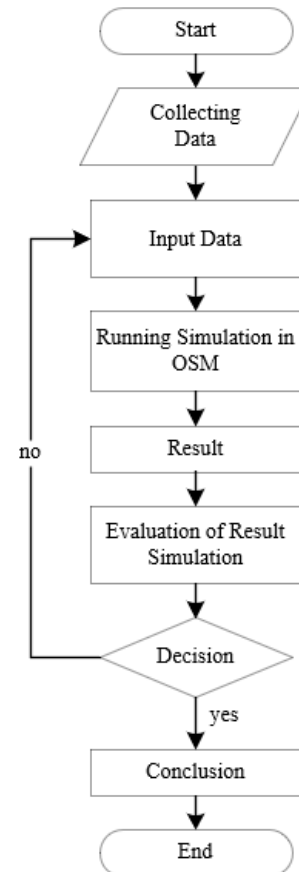 Start
Collecting
Data
Input Data
Running Simulation in
OSM
no
Result
Evaluation of Result
Simulation
Decision
yes
Conclusion
End